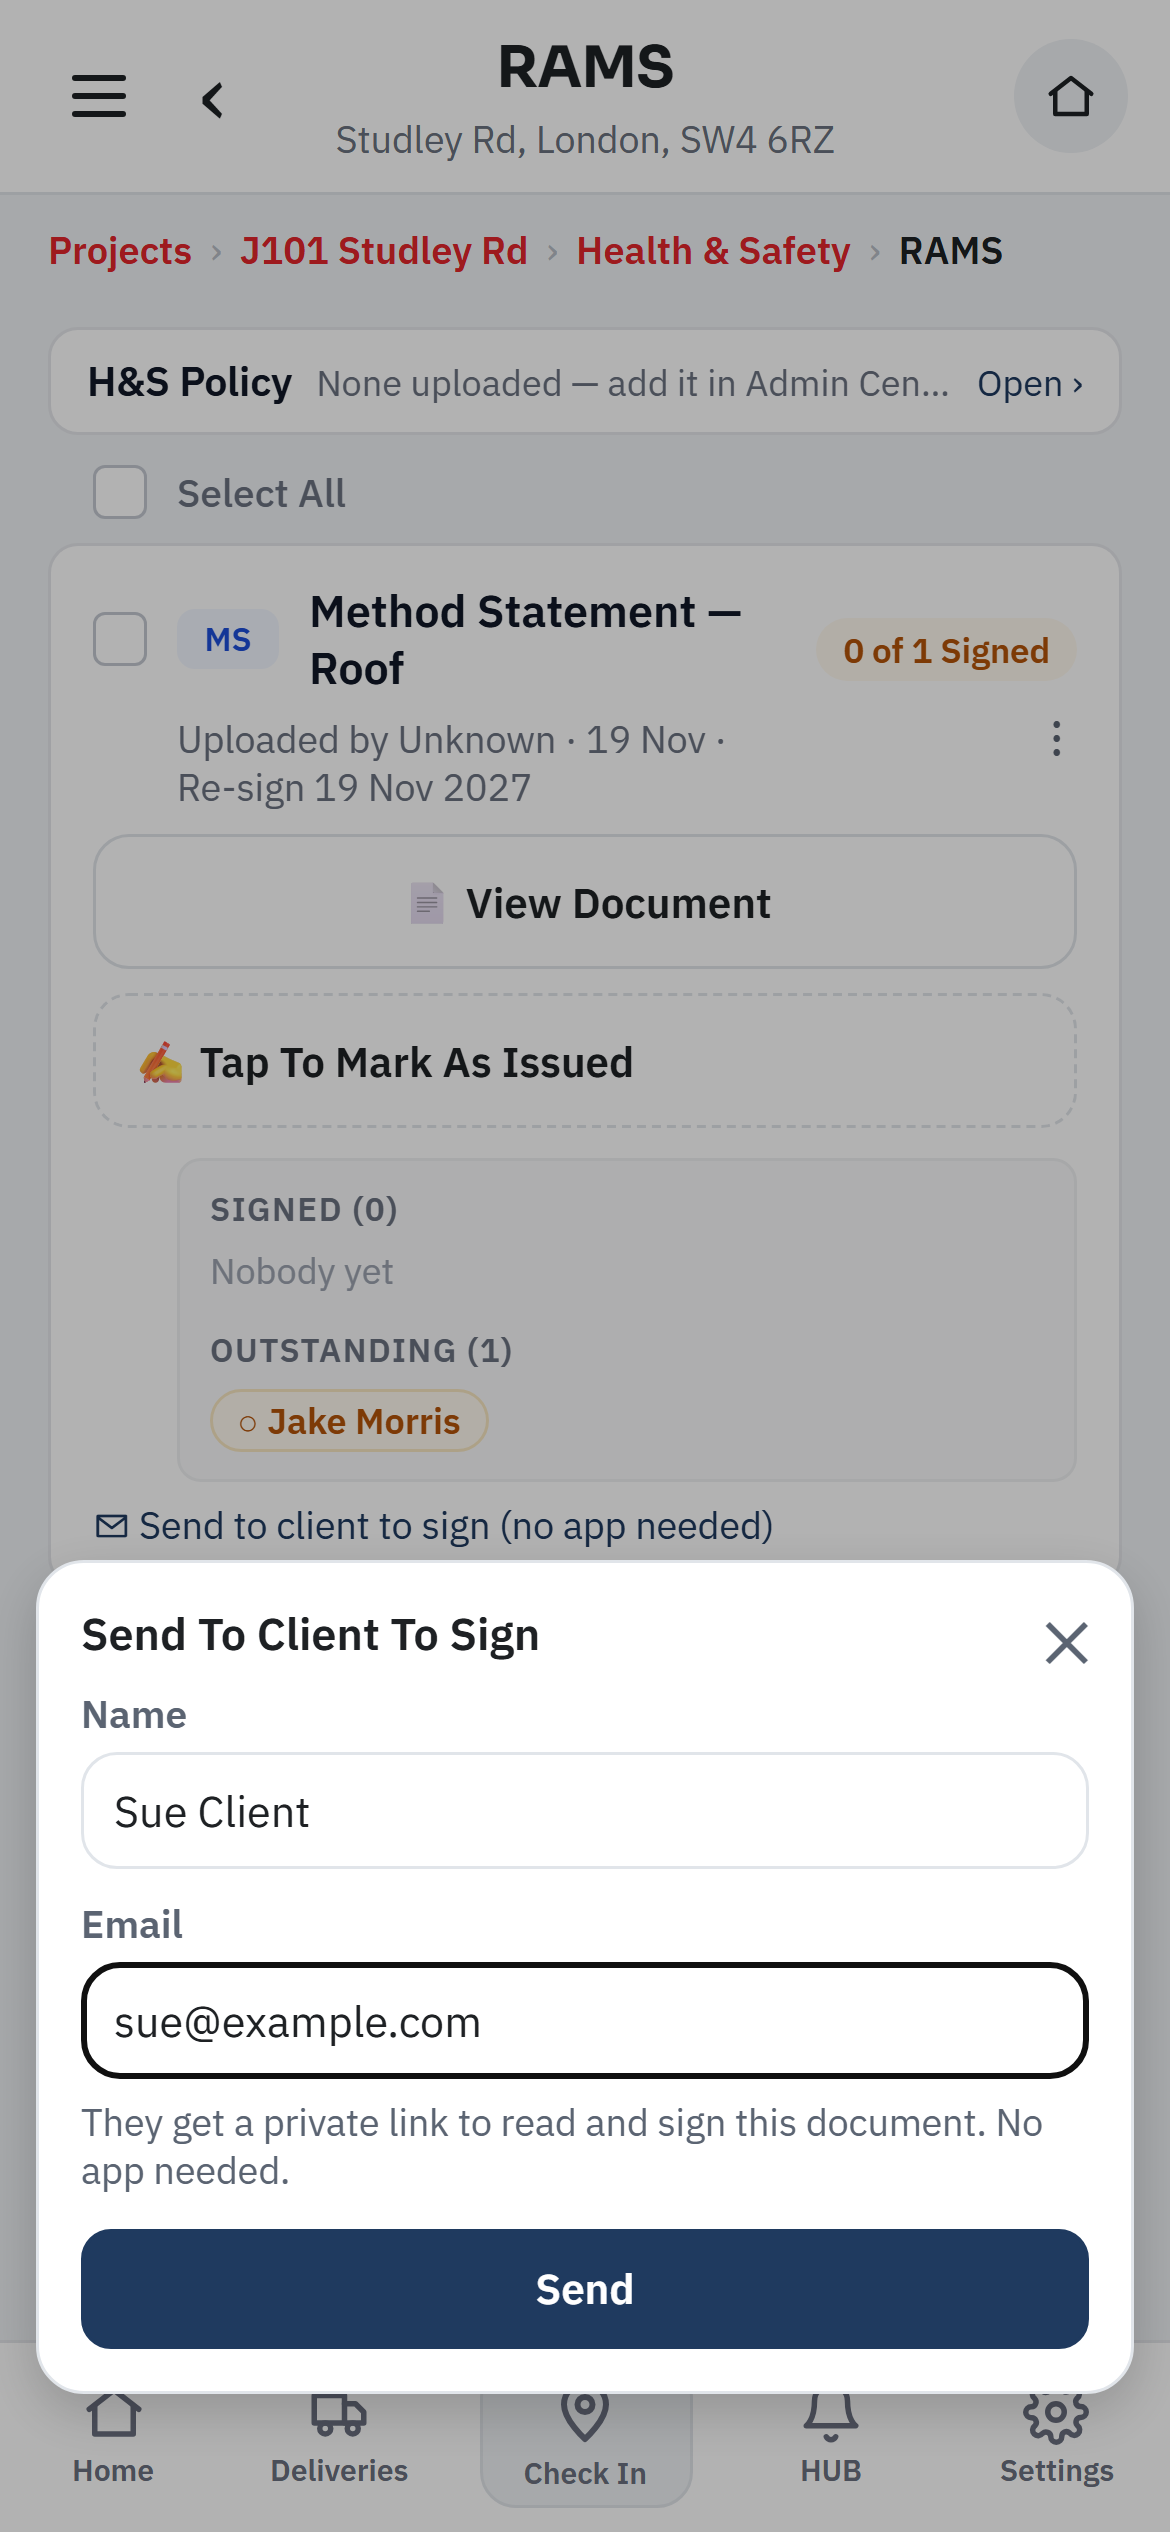 RAMS
Studley Rd, London, SW4 6RZ
Projects › J101 Studley Rd › Health & Safety › RAMS
H&S Policy None uploaded — add it in Admin Cen... Open ›
Select All
MS Method Statement — Roof 0 of 1 Signed
Uploaded by Unknown · 19 Nov ·
Re-sign 19 Nov 2027
View Document
Tap To Mark As Issued
SIGNED (0)
Nobody yet
OUTSTANDING (1)
○ Jake Morris
Send to client to sign (no app needed)
Send To Client To Sign
Name
Sue Client
Email
sue@example.com
They get a private link to read and sign this document. No
app needed.
Send
Home Deliveries Check In HUB Settings